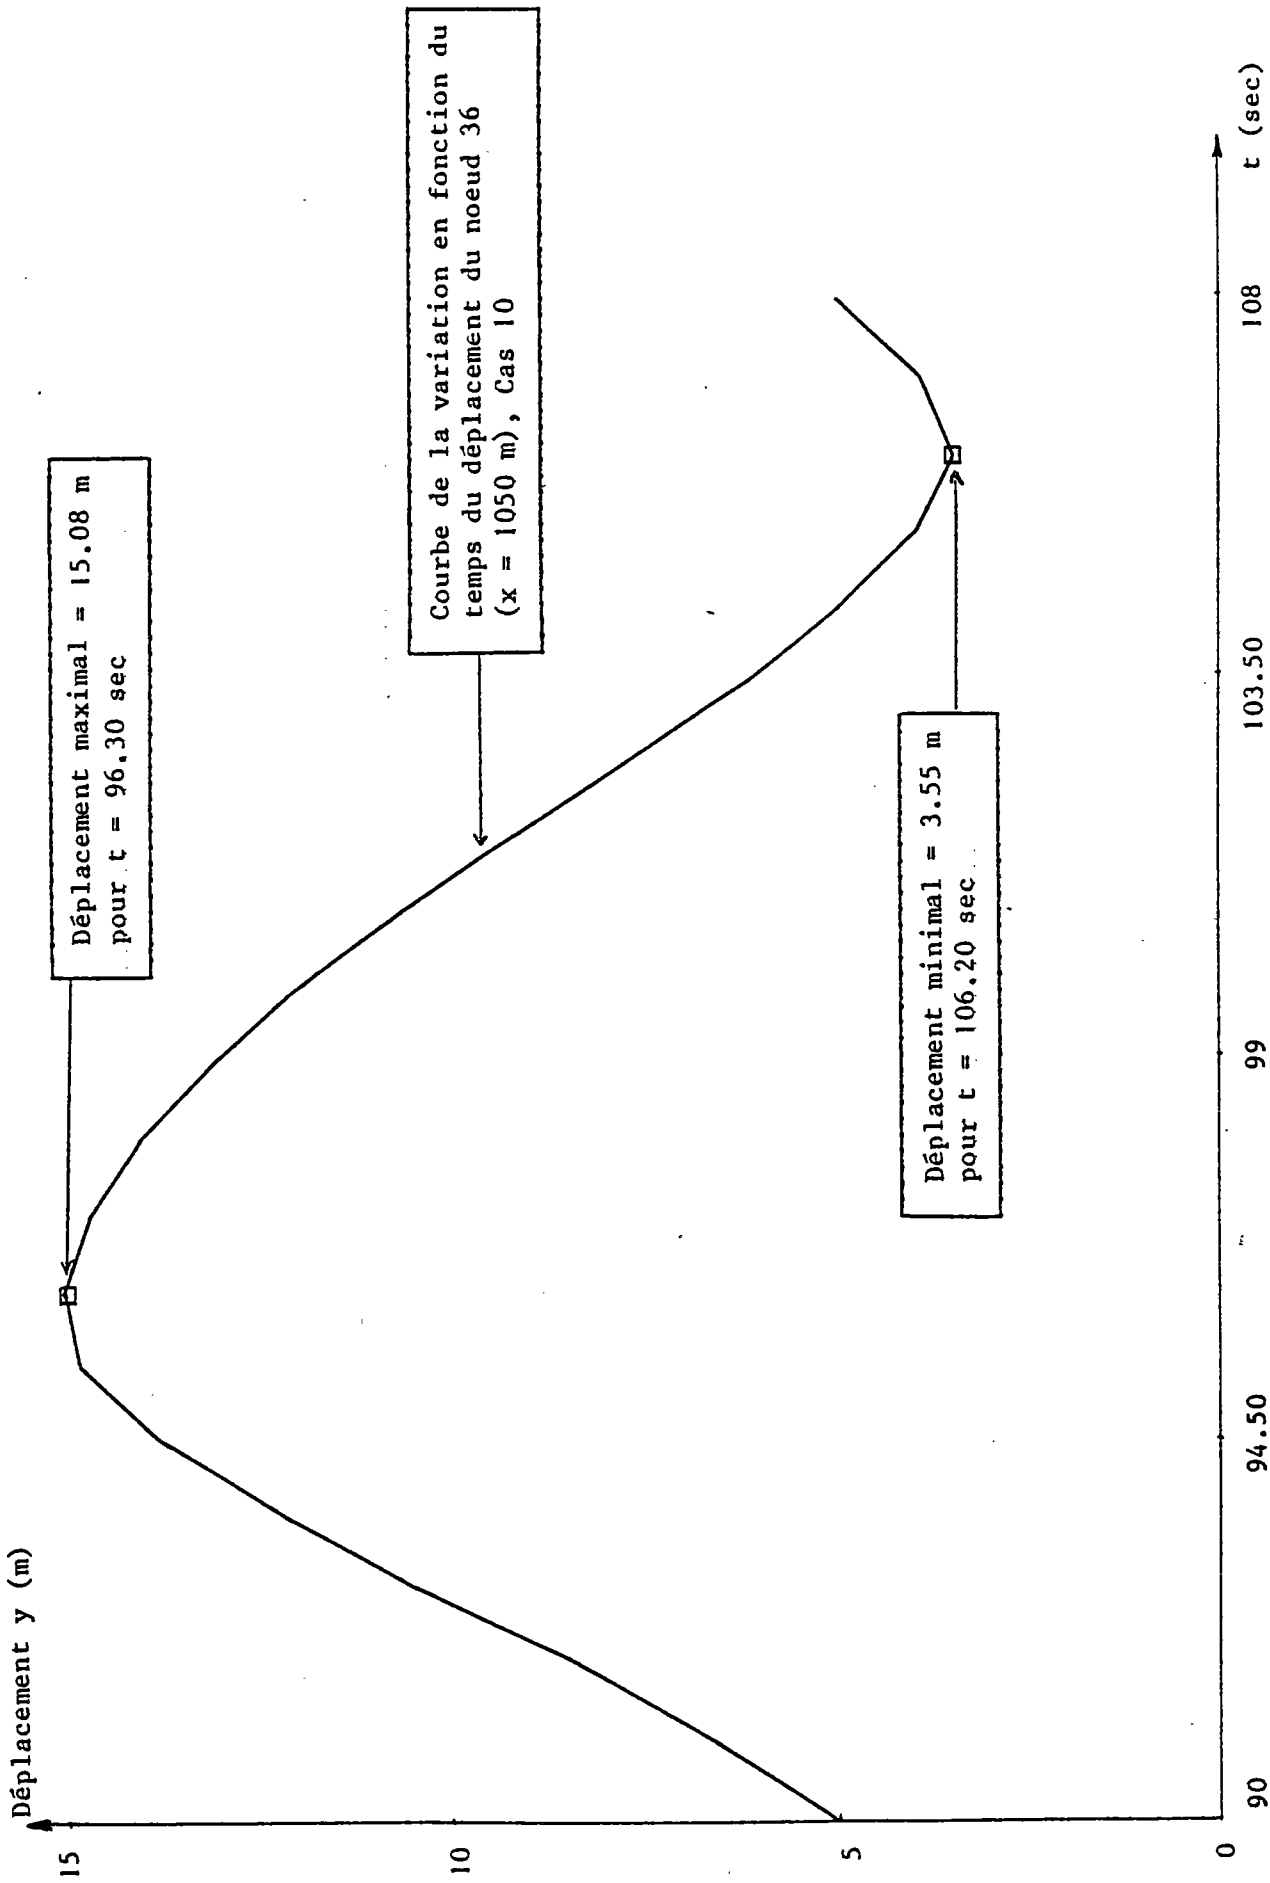 Déplacement y (m)
15
10
5
0
Déplacement maximal = 15.08 m
pour t = 96.30 sec
Courbe de la variation en fonction du
temps du déplacement du noeud 36
(x = 1050 m), Cas 10
Déplacement minimal = 3.55 m
pour t = 106.20 sec
90
94.50
99
103.50
108
t (sec)